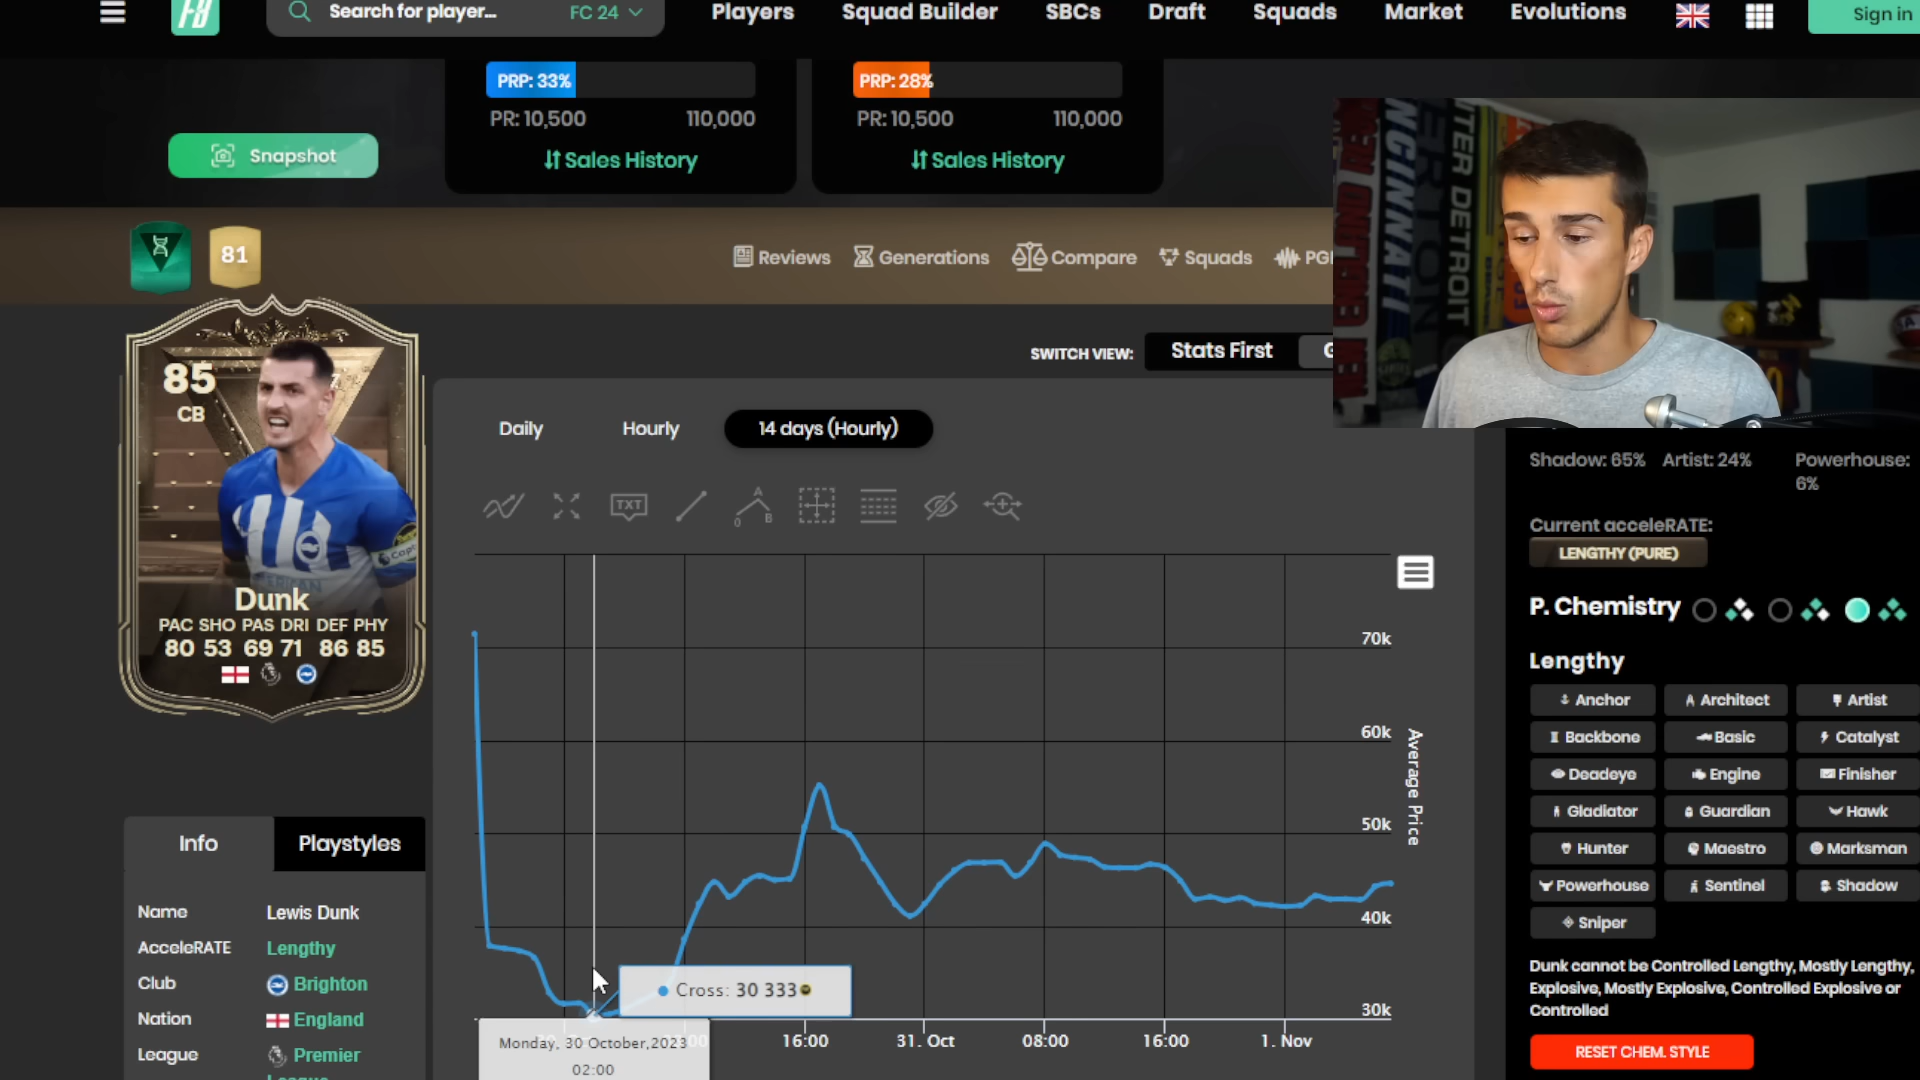 FB
Search for player...
FC 24
Players
Squad Builder
SBCs
Draft
Squads
Market
Evolutions
Sign in
PRP: 33%
PR: 10,500
110,000
Sales History
PRP: 28%
PR: 10,500
110,000
Sales History
Snapshot
81
Reviews
Generations
Compare
Squads
SWITCH VIEW:
Stats First
NCINNATI
NTER DETROIT
85
CB
Dunk
PAC SHO PAS DRI DEF PHY
80 53 69 71 86 85
Daily
Hourly
14 days (Hourly)
TXT
A
0 B
70k
60k
50k
40k
30k
Average Price
Cross: 30 333
16:00
31. Oct
08:00
16:00
1. Nov
Monday, 30 October,2023
02:00
Info
Playstyles
Name
Lewis Dunk
AcceleRATE
Lengthy
Club
Brighton
Nation
England
League
Premier
League
Shadow: 65%
Artist: 24%
Powerhouse:
6%
Current acceleRATE:
LENGTHY (PURE)
P. Chemistry
Lengthy
Anchor
Architect
Artist
Backbone
Basic
Catalyst
Deadeye
Engine
Finisher
Gladiator
Guardian
Hawk
Hunter
Maestro
Marksman
Powerhouse
Sentinel
Shadow
Sniper
Dunk cannot be Controlled Lengthy, Mostly Lengthy,
Explosive, Mostly Explosive, Controlled Explosive or
Controlled
RESET CHEM. STYLE